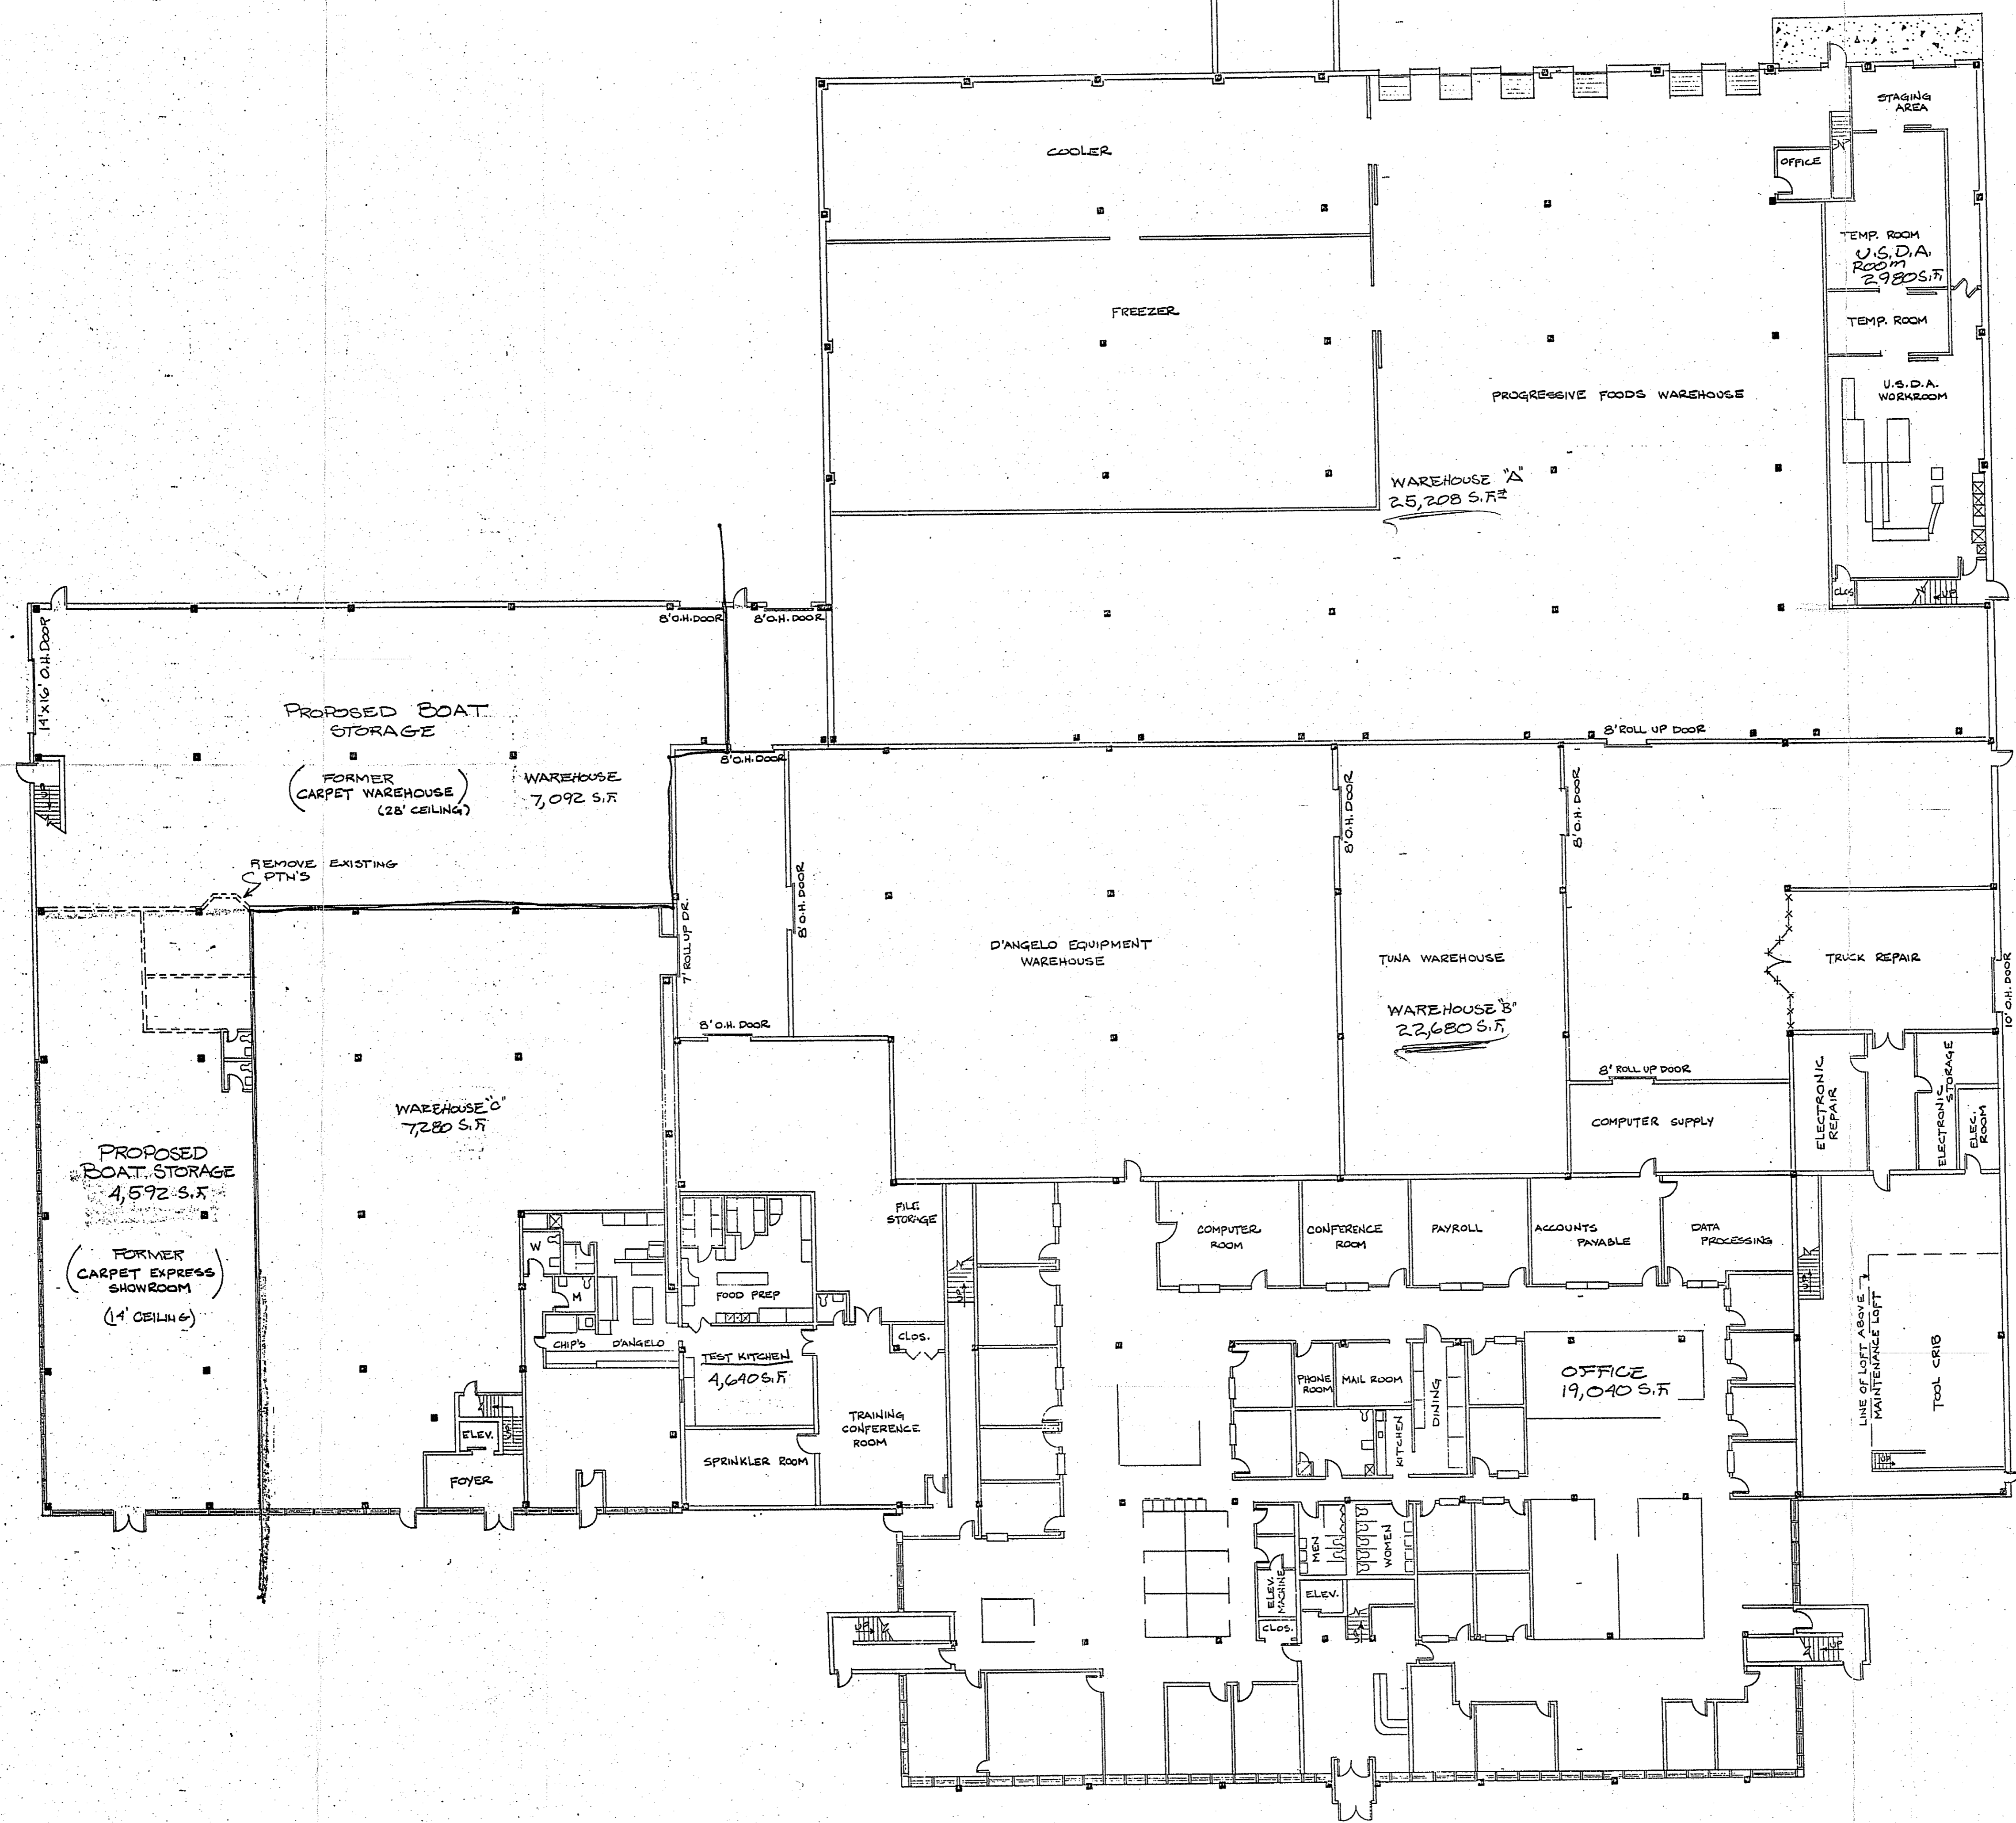 STAGING
AREA
COOLER
OFFICE
TEMP. ROOM
U.S.D.A.
ROOM
2980 S.F.
FREEZER
TEMP. ROOM
U.S.D.A.
WORKROOM
PROGRESSIVE FOODS WAREHOUSE
WAREHOUSE "A"
25,208 S.F.±
CLOS
UP
8' O.H. DOOR
8' O.H. DOOR
14'X16' O.H. DOOR
PROPOSED BOAT
STORAGE
(FORMER
CARPET WAREHOUSE)
(28' CEILING)
WAREHOUSE
7,092 S.F.
UP
8' O.H. DOOR
8' ROLL UP DOOR
8' O.H. DOOR
8' O.H. DOOR
REMOVE EXISTING
PTN'S
7' ROLL UP DR.
8' O.H. DOOR
D'ANGELO EQUIPMENT
WAREHOUSE
TUNA WAREHOUSE
TRUCK REPAIR
10' O.H. DOOR
WAREHOUSE "B"
22,680 S.F.
8' O.H. DOOR
8' ROLL UP DOOR
WAREHOUSE "C"
7,280 S.F.
COMPUTER SUPPLY
ELECTRONIC
REPAIR
ELECTRONIC
STORAGE
ELEC.
ROOM
PROPOSED
BOAT STORAGE
4,592 S.F.
(FORMER
CARPET EXPRESS
SHOWROOM)
(14' CEILING)
FILE
STORAGE
COMPUTER
ROOM
CONFERENCE
ROOM
PAYROLL
ACCOUNTS
PAYABLE
DATA
PROCESSING
W
M
FOOD PREP
UP
UP
CHIP'S
D'ANGELO
CLOS.
TEST KITCHEN
4,640 S.F.
PHONE
ROOM
MAIL ROOM
DINING
OFFICE
19,040 S.F.
LINE OF LOFT ABOVE
MAINTENANCE LOFT
TOOL CRIB
TRAINING
CONFERENCE
ROOM
KITCHEN
ELEV.
UP
SPRINKLER ROOM
FOYER
UP
MEN
WOMEN
ELEV.
MACHINE
ELEV.
CLOS.
UP
UP
UP